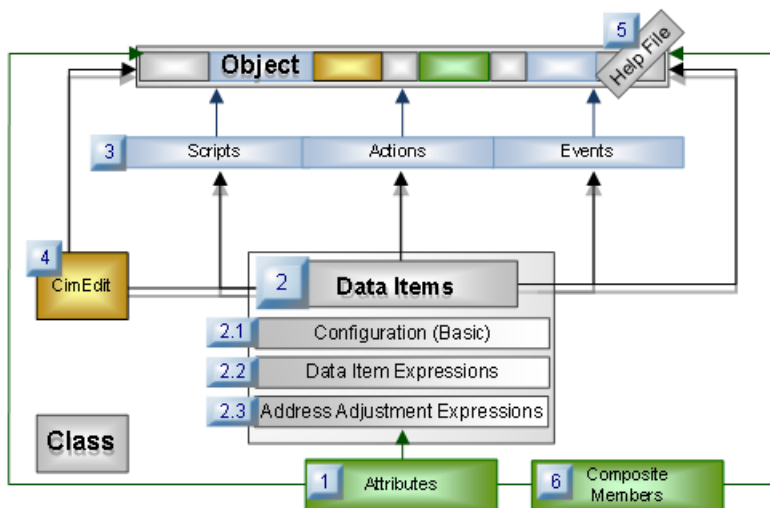 5
Help File
Object
3
Scripts
Actions
Events
4
CimEdit
2
Data Items
2.1
Configuration (Basic)
2.2
Data Item Expressions
2.3
Address Adjustment Expressions
Class
1
Attributes
6
Composite
Members